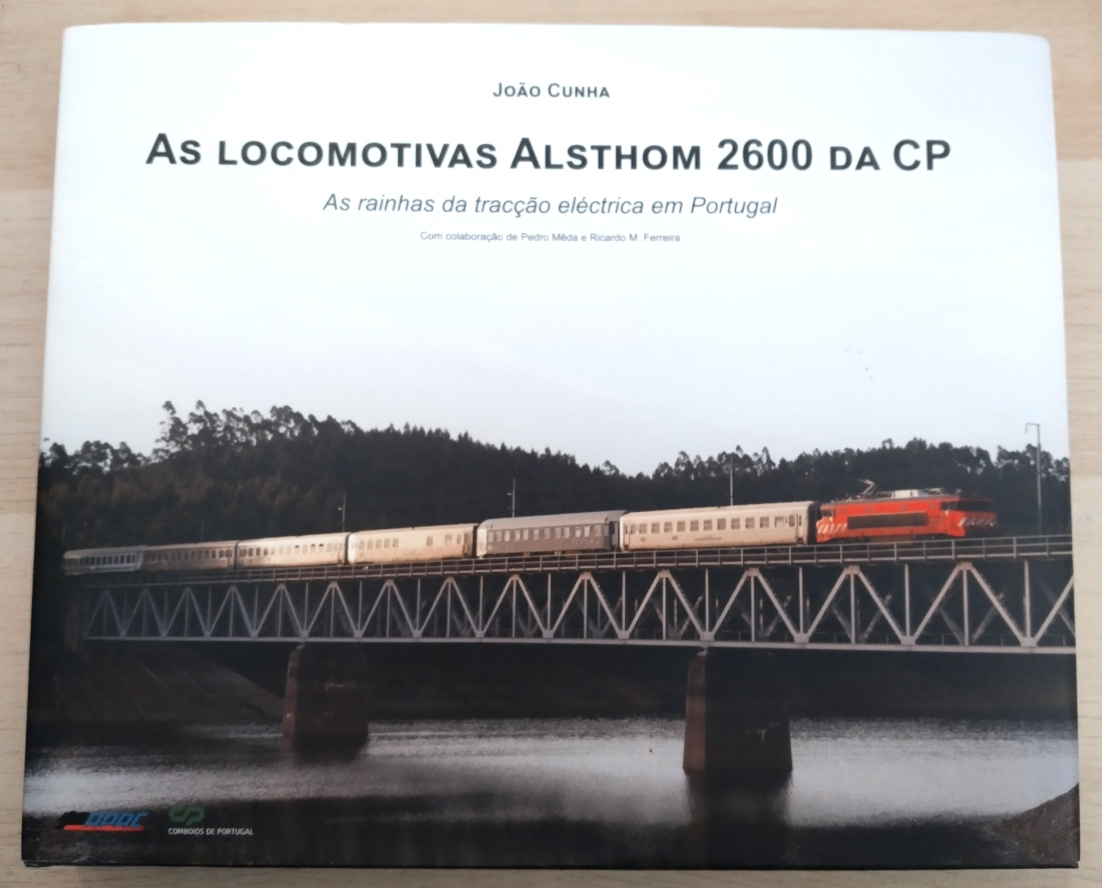 João Cunha
As locomotivas Alsthom 2600 da CP
As rainhas da tracção eléctrica em Portugal
Com colaboração de Pedro Mêda e Ricardo M. Ferreira
CP
COMBOIOS DE PORTUGAL